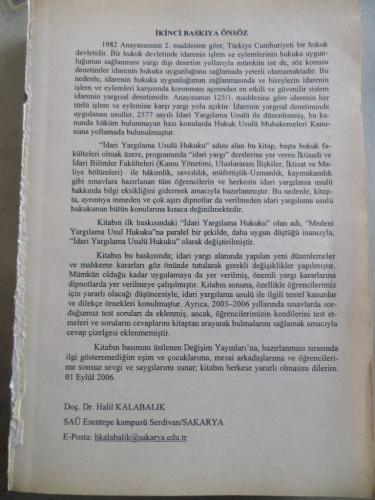 İKİNCİ BASKIYA ÖNSÖZ
1982 Anayasasının 2. maddesine göre, Türkiye Cumhuriyeti bir hukuk
devletidir. Bir hukuk devletinde idarenin işlem ve eylemlerinin hukuka uygun-
luğunun sağlanması yargı dışı denetim yollarıyla mümkün ise de, söz konusu
denetimler idarenin hukuka uygunluğunu sağlamada yeterli olamamaktadır. Bu
nedenle, idarenin hukuka uygunluğunun sağlanmasında ve bireylerin idarenin
işlem ve eylemleri karşısında korunması açısından en etkili ve güvenilir sistem
idarenin yargısal denetimidir. Anayasanın 125/1. maddesine göre idarenin her
türlü işlem ve eylemine karşı yargı yolu açıktır. İdarenin yargısal denetiminde
uygulanan usuller, 2577 sayılı İdari Yargılama Usulü ile düzenlenmiş, bu ka-
nunda hüküm bulunmayan bazı konularda Hukuk Usulü Muhakemeleri Kanu-
nuna yollamada bulunulmuştur.
"İdari Yargılama Usulü Hukuku" adını alan bu kitap, başta hukuk fa-
külteleri olmak üzere, programında "idari yargı" derslerine yer veren İktisadi ve
İdari Bilimler Fakülteleri (Kamu Yönetimi, Uluslararası İlişkiler, İktisat ve Ma-
liye bölümleri) ile hâkimlik, savcılılık, müfettişlik-Uzmanlık, kaymakamlık
gibi sınavlara hazırlanan tüm öğrencilerin ve herkesin idari yargılama usulü
hakkında bilgi eksikliğini gidermek amacıyla hazırlanmıştır. Bu nedenle, kitap-
ta, ayrıntıya inmeden ve çok aşırı dipnotlar da verilmeden idari yargılama usulü
hukukunun bütün konularına kısaca değinilmektedir.
Kitabın ilk baskısındaki "İdari Yargılama Hukuku" olan adı, "Medeni
Yargılama Usul Hukuku"na paralel bir şekilde, daha uygun düştüğü inancıyla,
"İdari Yargılama Usulü Hukuku" olarak değiştirilmiştir.
Kitabın bu baskısında; idari yargı alanında yapılan yeni düzenlemeler
ve mahkeme kararları göz önünde tutularak gerekli değişiklikler yapılmıştır.
Mümkün olduğu kadar uygulamaya da yer verilmiş, önemli yargı kararlarına
dipnotlarda yer verilmeye çalışılmıştır. Kitabın sonuna, özellikle öğrencilerimiz
için yararlı olacağı düşüncesiyle, idari yargılama usulü ile ilgili temel kanunlar
ve dilekçe örnekleri konulmuştur. Ayrıca, 2003-2006 yıllarında sınavlarda sor-
duğumuz test soruları da eklenmiş, ancak, öğrencilerimizin kendilerini test et-
meleri ve soruların cevaplarını kitaptan arayarak bulmalarını sağlamak amacıyla
cevap çizelgesi eklenmemiştir.
Kitabın basımını üstlenen Değişim Yayınları'na, hazırlanması sırasında
ilgi gösteremediğim eşim ve çocuklarıma, mesai arkadaşlarıma ve öğrencileri-
me sonsuz sevgi ve saygılarımı sunar; kitabın herkese yararlı olmasını dilerim.
01 Eylül 2006.
Doç. Dr. Halil KALABALIK
SAÜ Esentepe kampusü Serdivan/SAKARYA
E-Posta: hkalabalik@sakarya.edu.tr